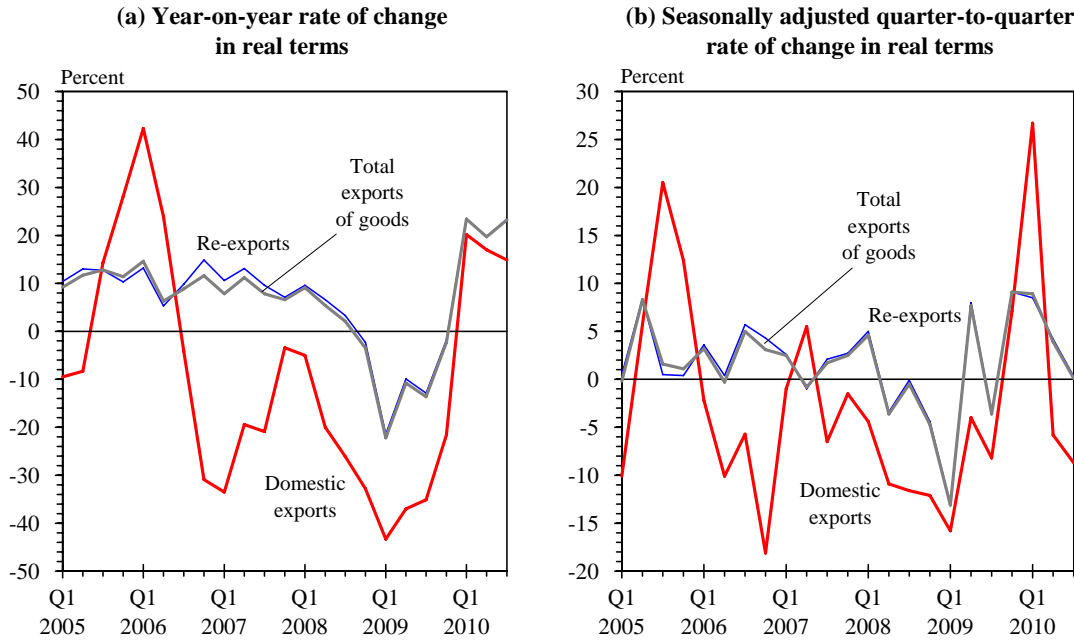 (a) Year-on-year rate of change
in real terms
Percent
50
40
30
20
10
0
-10
-20
-30
-40
-50
Total
exports
of goods
Re-exports
Domestic
exports
Q1 Q1 Q1 Q1 Q1 Q1
2005 2006 2007 2008 2009 2010
(b) Seasonally adjusted quarter-to-quarter
rate of change in real terms
Percent
30
25
20
15
10
5
0
-5
-10
-15
-20
Total
exports
of goods
Re-exports
Domestic
exports
Q1 Q1 Q1 Q1 Q1 Q1
2005 2006 2007 2008 2009 2010